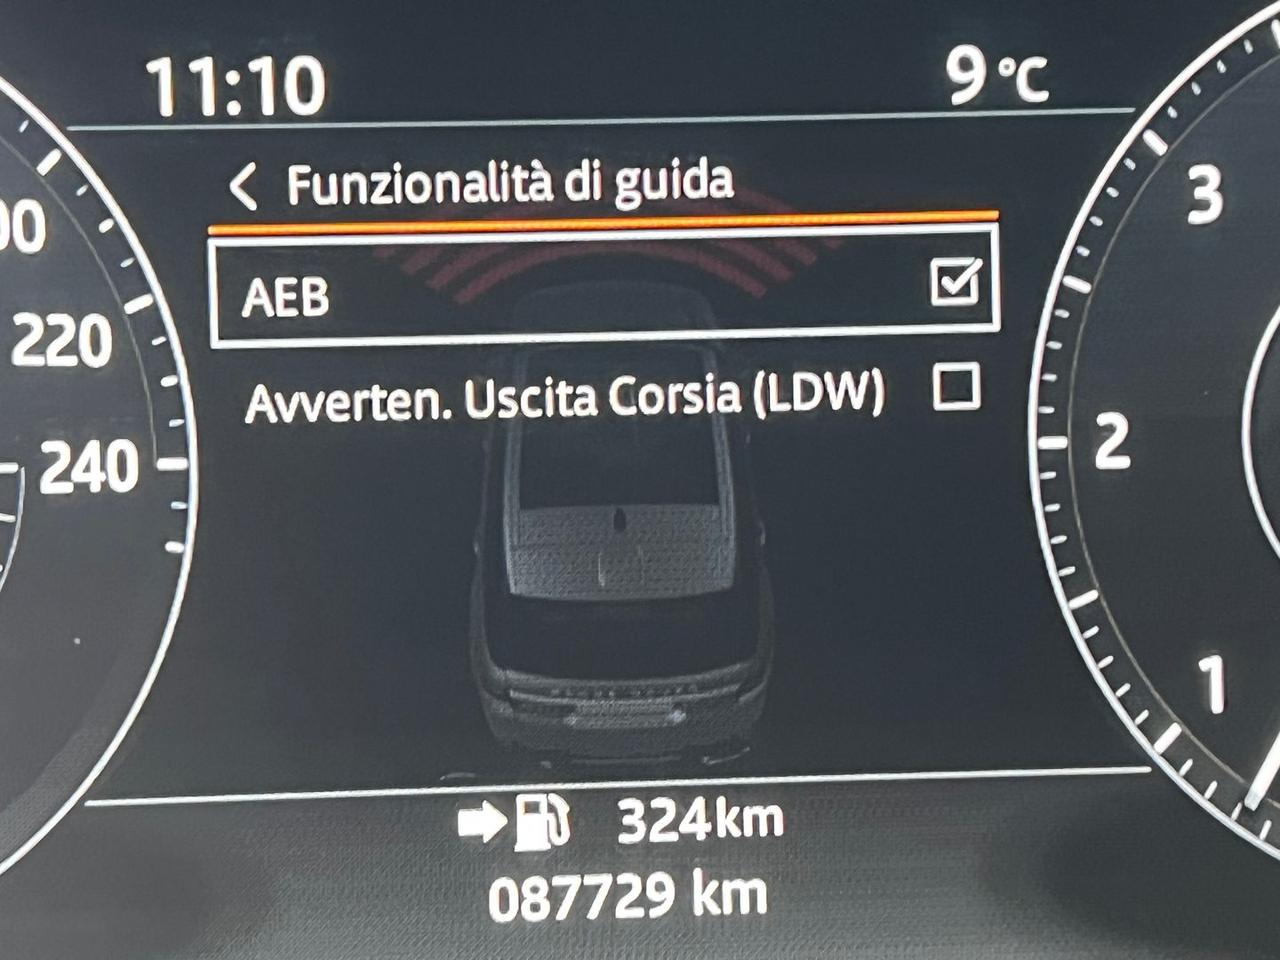 11:10
9 °C
Funzionalità di guida
AEB
Avverten. Uscita Corsia (LDW)
220
240
3
2
1
324km
087729 km